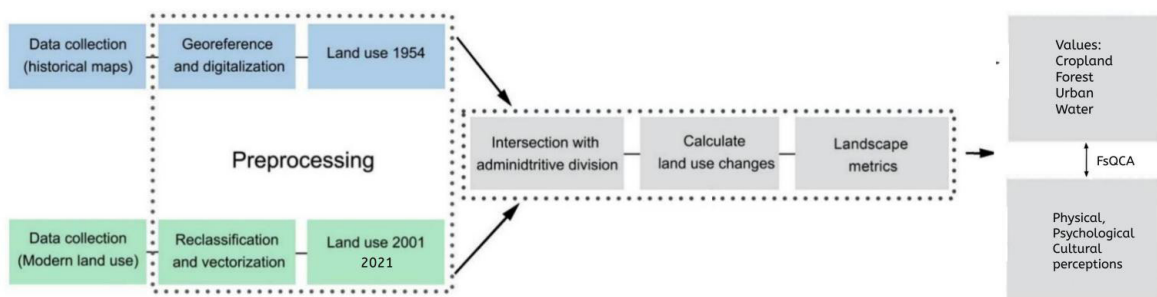 Data collection
(historical maps)
Georeference
and digitalization
Land use 1954
Preprocessing
Data collection
(Modern land use)
Reclassification
and vectorization
Land use 2001
2021
Intersection with
adminidtritive division
Calculate
land use changes
Landscape
metrics
Values:
Cropland
Forest
Urban
Water
FsQCA
Physical,
Psychological
Cultural
perceptions